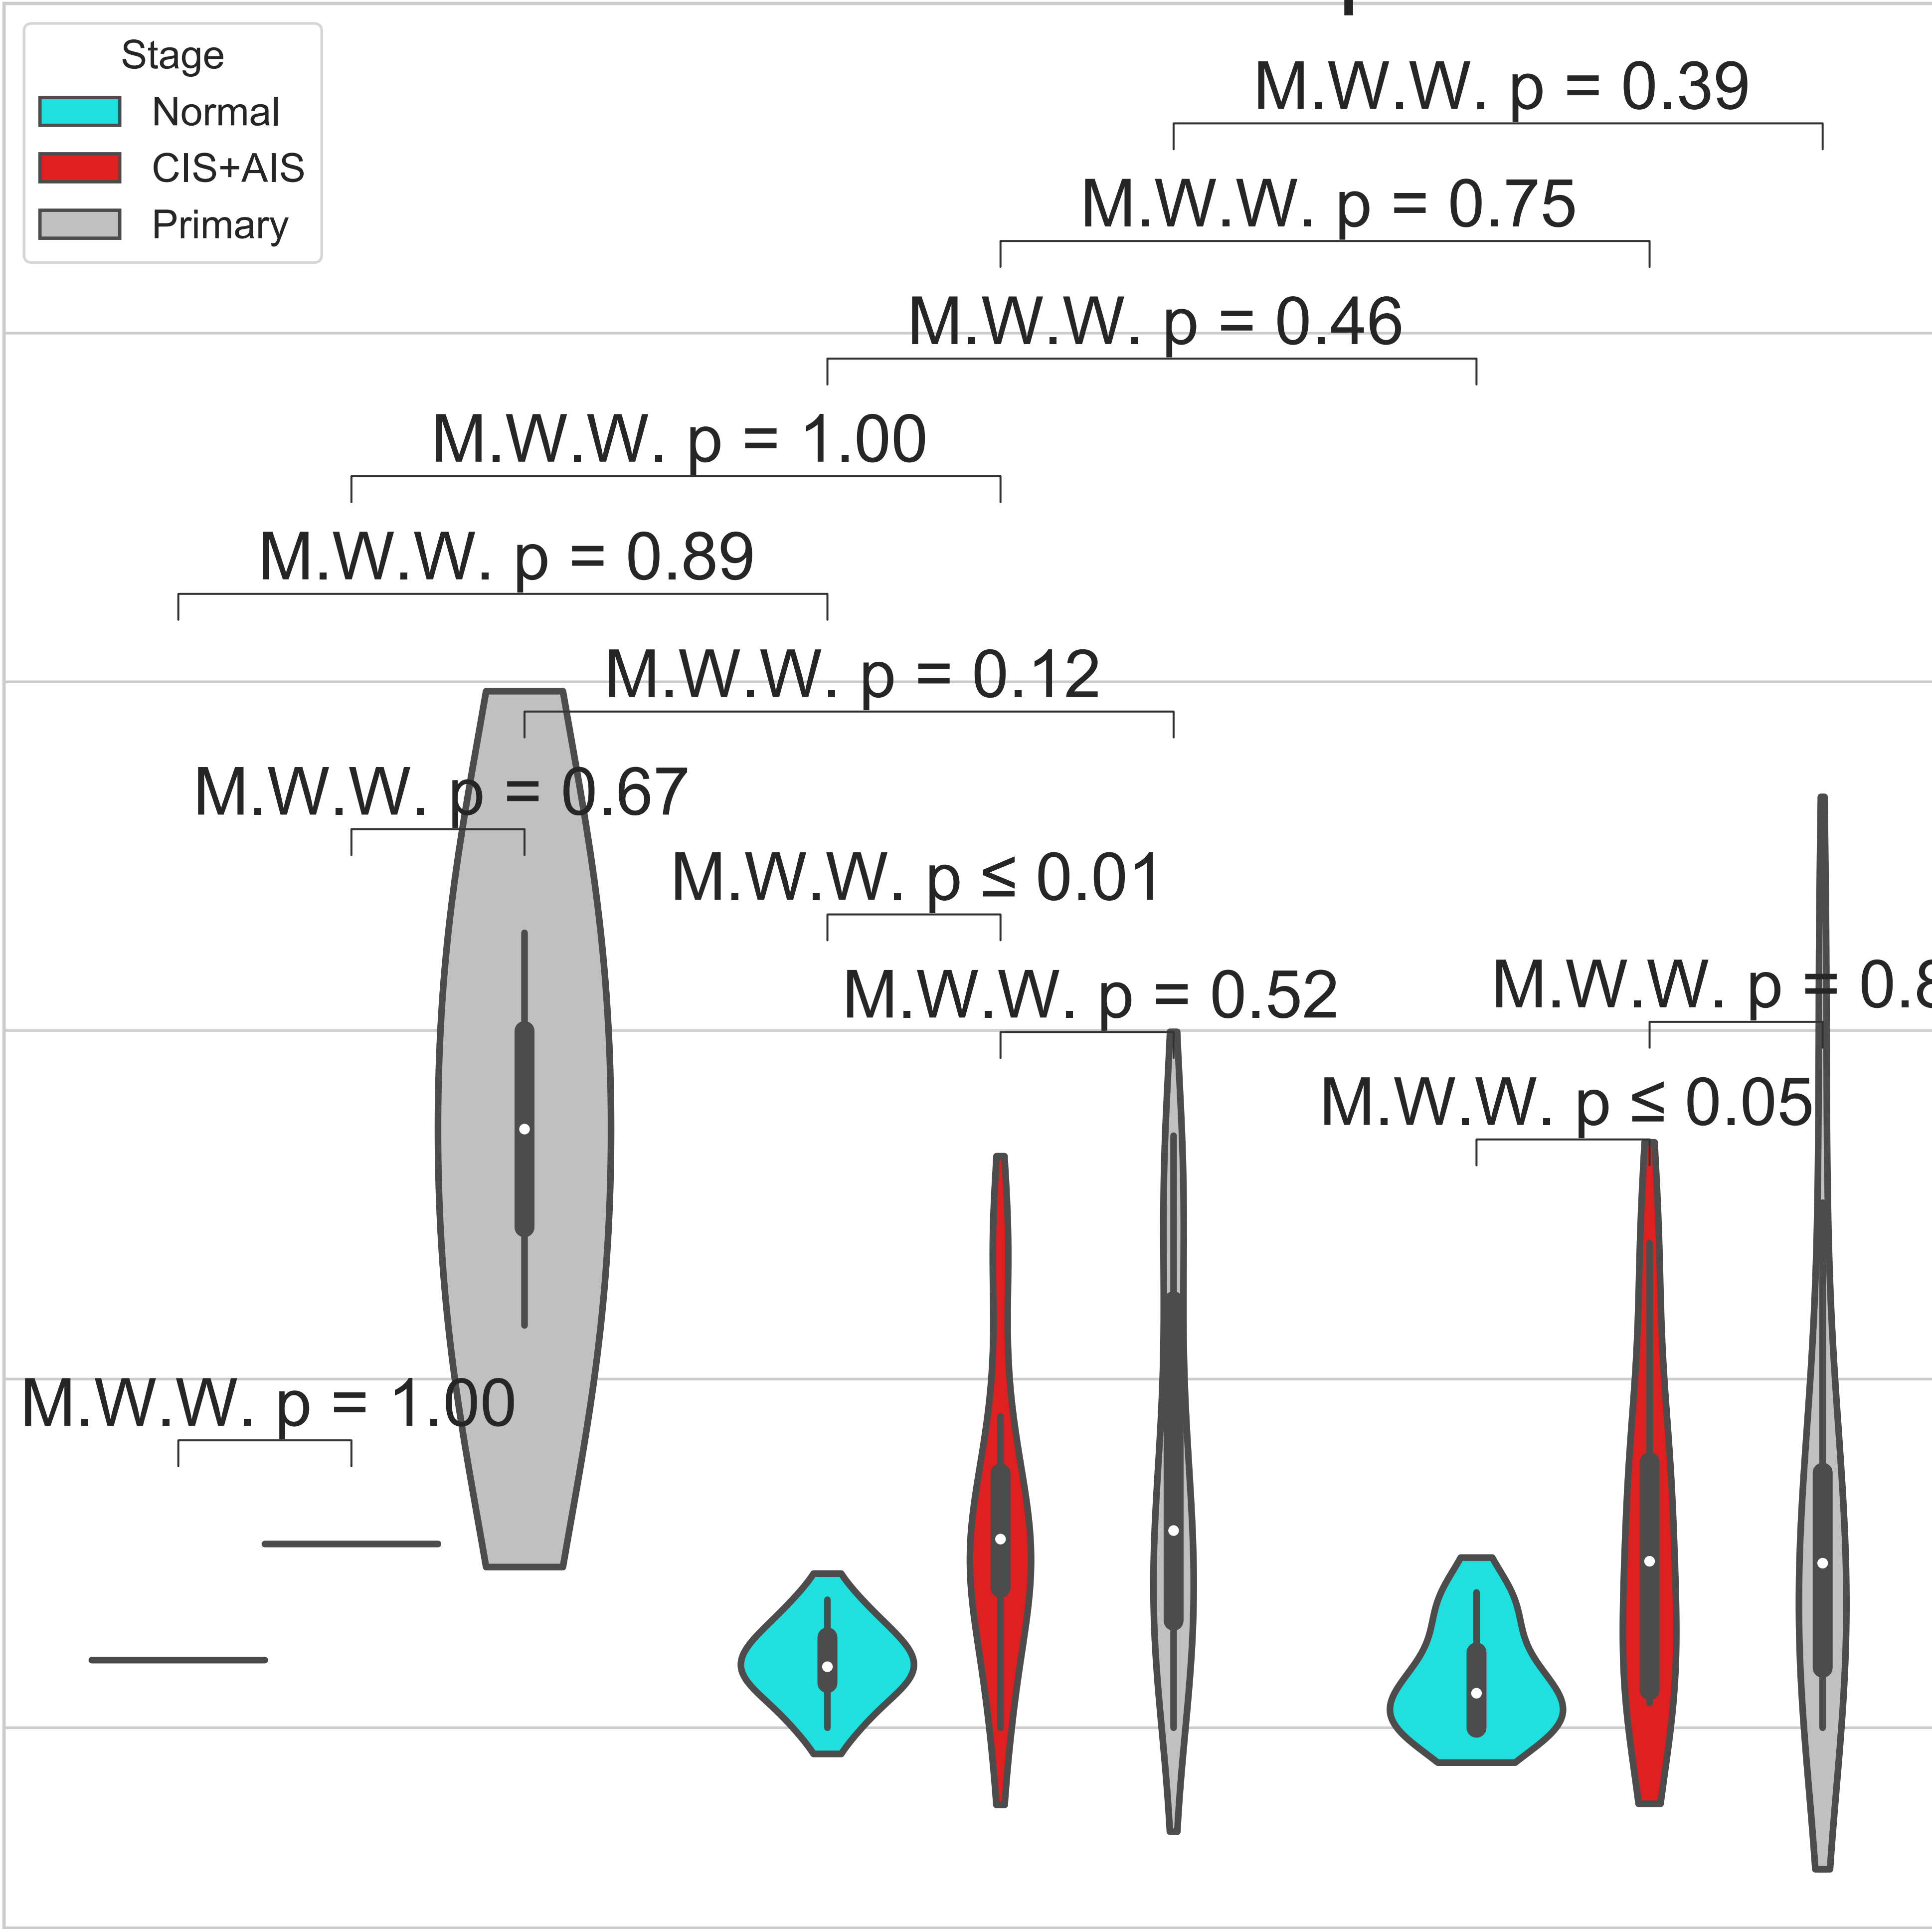 Stage
Normal
CIS+AIS
Primary
M.W.W. p = 0.39
M.W.W. p = 0.75
M.W.W. p = 0.46
M.W.W. p = 1.00
M.W.W. p = 0.89
M.W.W. p = 0.12
M.W.W. p = 0.67
M.W.W. p ≤ 0.01
M.W.W. p = 0.52
M.W.W. p =
M.W.W. p ≤ 0.05
M.W.W. p = 1.00